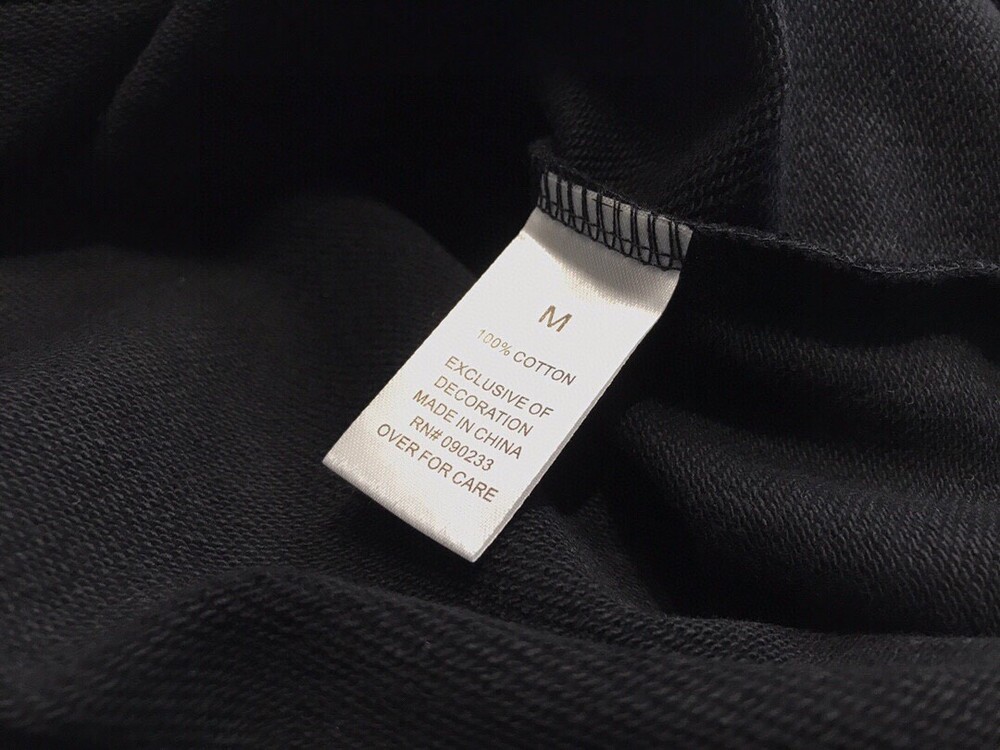 M
100% COTTON
EXCLUSIVE OF
DECORATION
MADE IN CHINA
RN# 090233
OVER FOR CARE